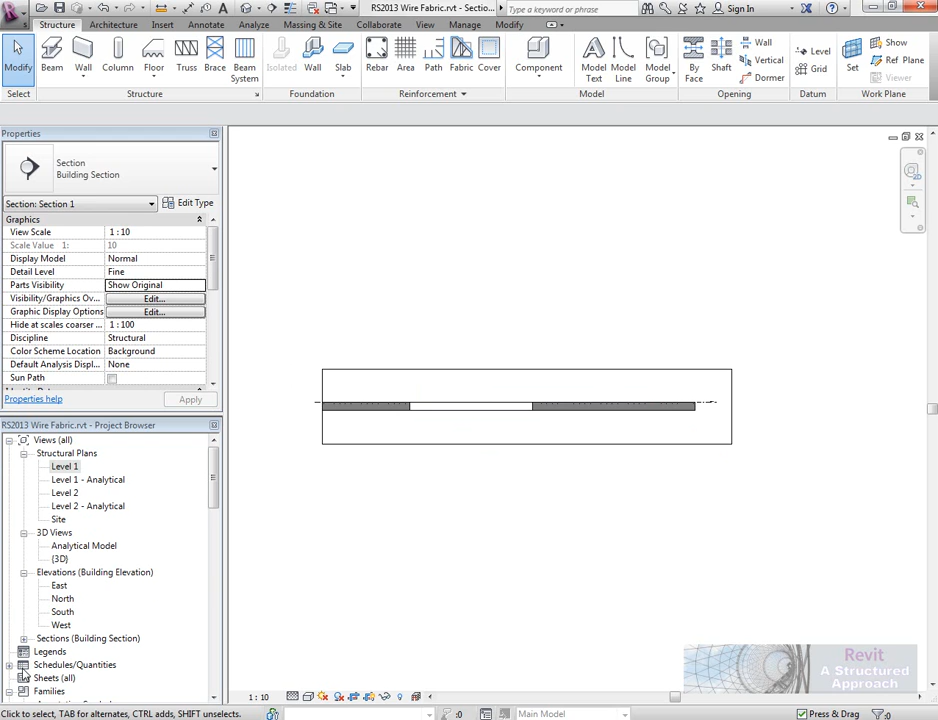 RS2013 Wire Fabric.rvt - Sectio...
Type a keyword or phrase
Sign In
Structure Architecture Insert Annotate Analyze Massing & Site Collaborate View Manage Modify
Modify Beam Wall Column Floor Truss Brace Beam System Isolated Wall Slab Rebar Area Path Fabric Cover Component Model Text Model Line Model Group By Face Shaft Wall Vertical Dormer Level Grid Set Show Ref Plane Viewer
Select Structure Foundation Reinforcement Model Opening Datum Work Plane
Properties
Section
Building Section
Section: Section 1 Edit Type
Graphics
View Scale 1 : 10
Scale Value 1: 10
Display Model Normal
Detail Level Fine
Parts Visibility Show Original
Visibility/Graphics Ov... Edit...
Graphic Display Options Edit...
Hide at scales coarser ... 1 : 100
Discipline Structural
Color Scheme Location Background
Default Analysis Displ... None
Sun Path
Properties help Apply
RS2013 Wire Fabric.rvt - Project Browser
Views (all)
Structural Plans
Level 1
Level 1 - Analytical
Level 2
Level 2 - Analytical
Site
3D Views
Analytical Model
{3D}
Elevations (Building Elevation)
East
North
South
West
Sections (Building Section)
Legends
Schedules/Quantities
Sheets (all)
Families
Revit
A Structured
Approach
1 : 10
Click to select, TAB for alternates, CTRL adds, SHIFT unselects. :0 Main Model Press & Drag :0